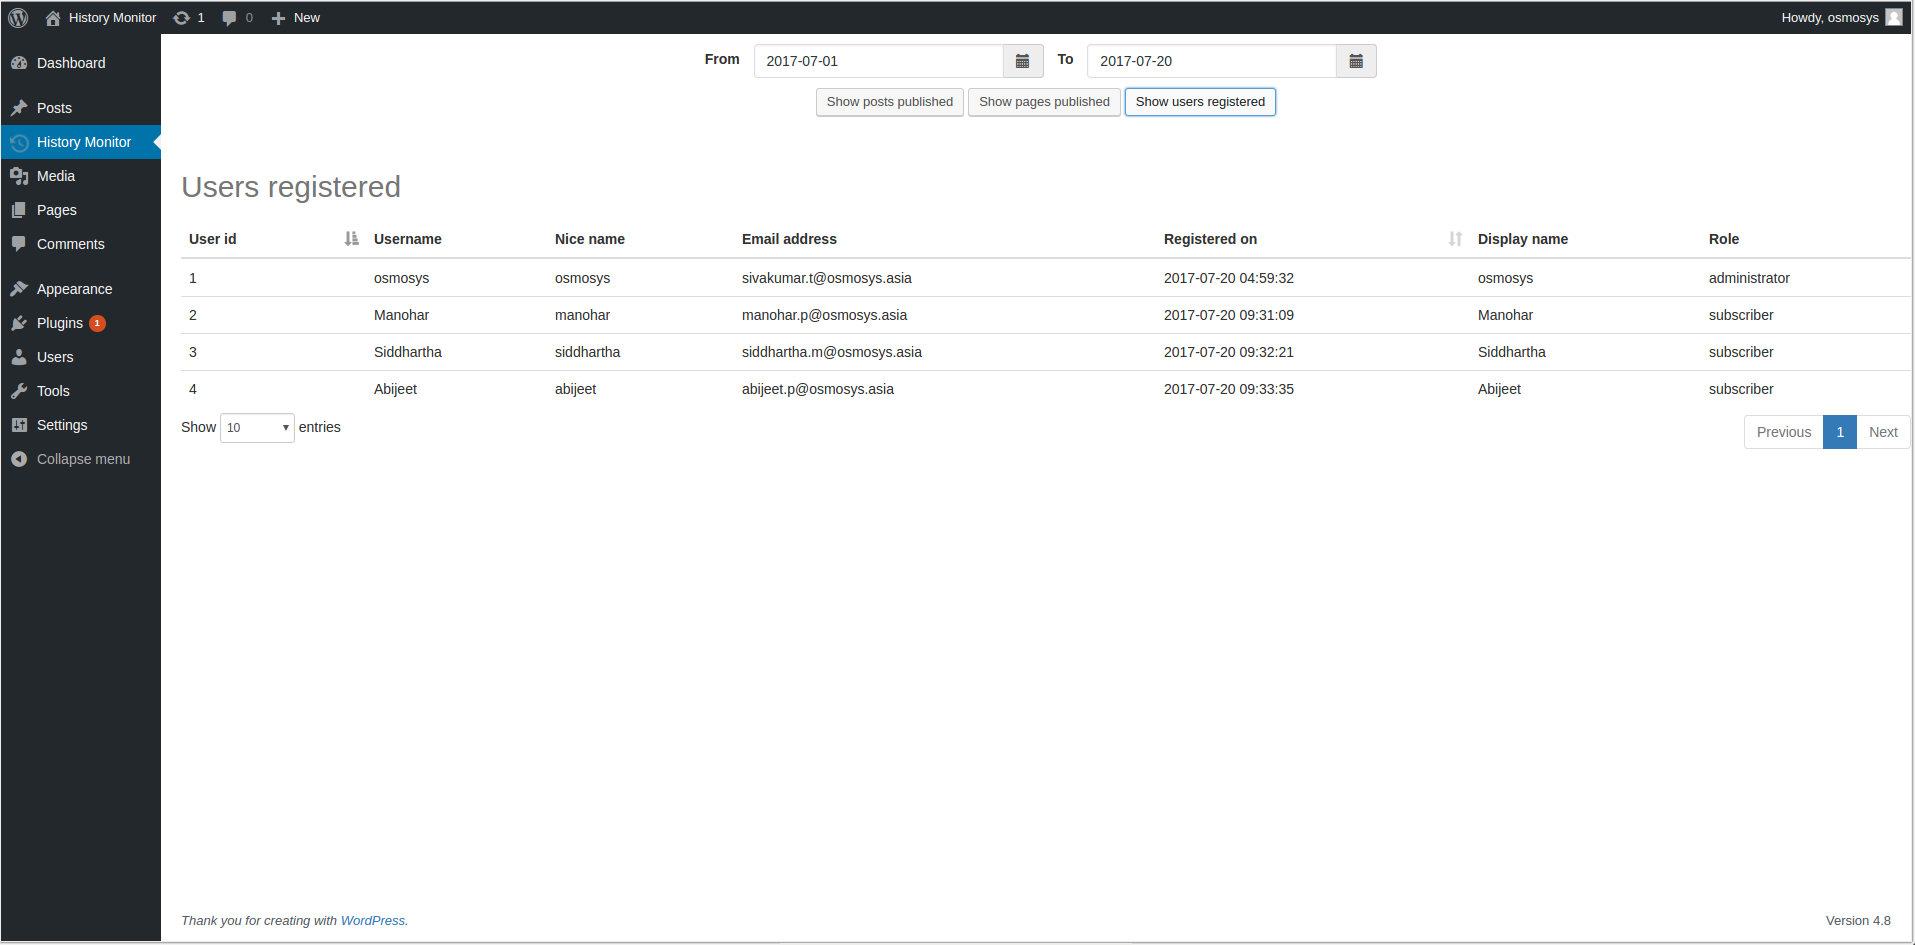 History Monitor 1 0 New Howdy, osmosys
Dashboard
Posts
History Monitor
Media
Pages
Comments
Appearance
Plugins 1
Users
Tools
Settings
Collapse menu
From 2017-07-01 To 2017-07-20
Show posts published Show pages published Show users registered
Users registered
User id Username Nice name Email address Registered on Display name Role
1 osmosys osmosys sivakumar.t@osmosys.asia 2017-07-20 04:59:32 osmosys administrator
2 Manohar manohar manohar.p@osmosys.asia 2017-07-20 09:31:09 Manohar subscriber
3 Siddhartha siddhartha siddhartha.m@osmosys.asia 2017-07-20 09:32:21 Siddhartha subscriber
4 Abijeet abijeet abijeet.p@osmosys.asia 2017-07-20 09:33:35 Abijeet subscriber
Show 10 entries Previous 1 Next
Thank you for creating with WordPress. Version 4.8